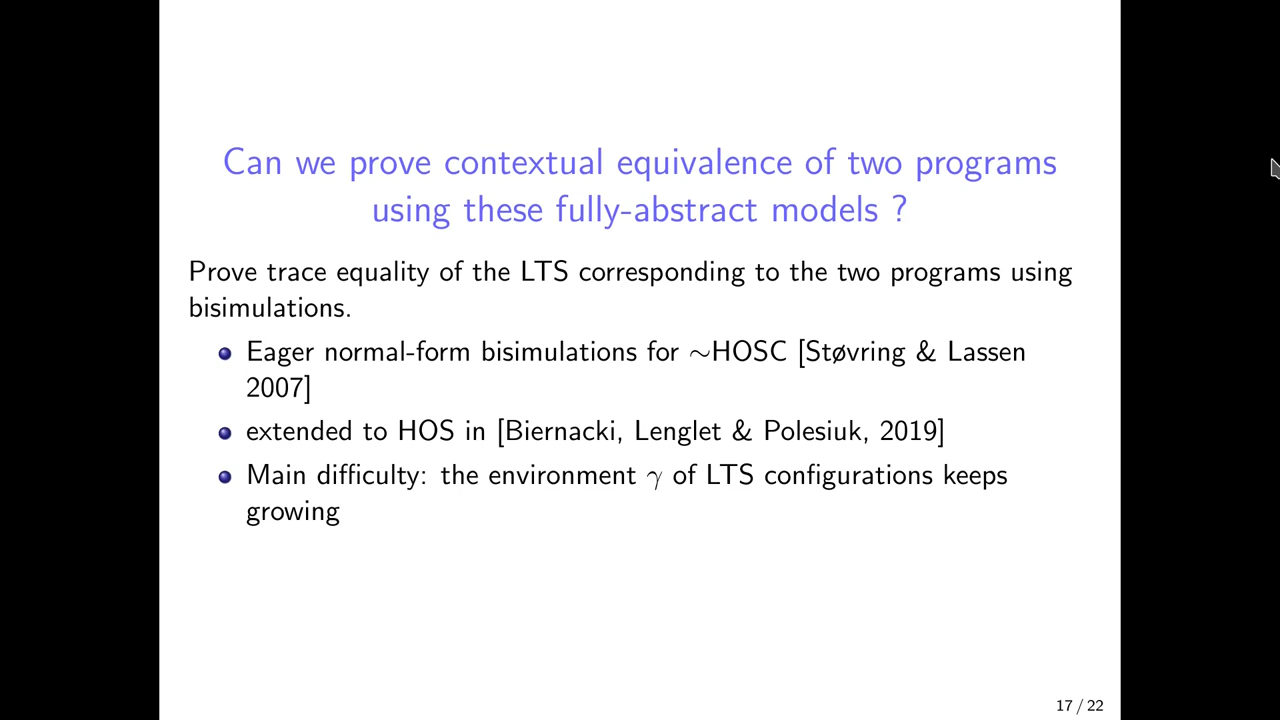 Can we prove contextual equivalence of two programs
using these fully-abstract models ?
Prove trace equality of the LTS corresponding to the two programs using
bisimulations.
Eager normal-form bisimulations for ∼HOSC [Støvring & Lassen
2007]
extended to HOS in [Biernacki, Lenglet & Polesiuk, 2019]
Main difficulty: the environment γ of LTS configurations keeps
growing
17 / 22